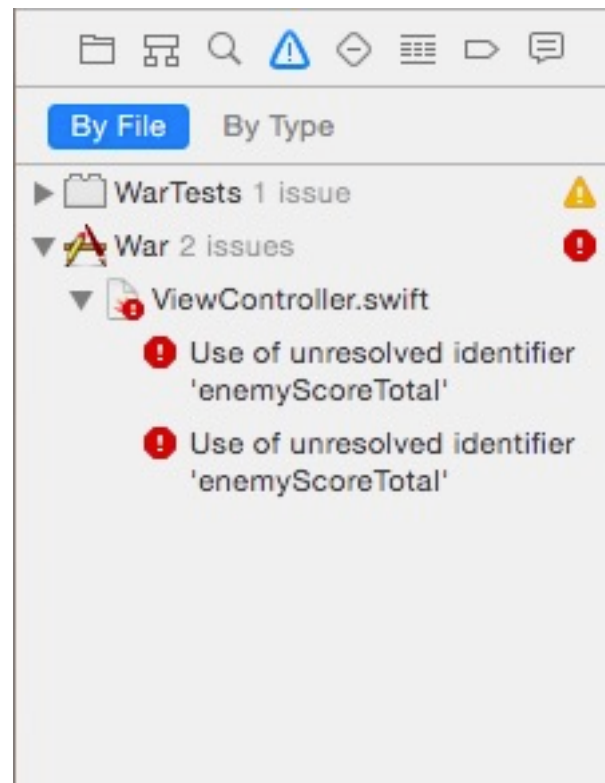 By File By Type
WarTests 1 issue
War 2 issues
ViewController.swift
Use of unresolved identifier
'enemyScoreTotal'
Use of unresolved identifier
'enemyScoreTotal'